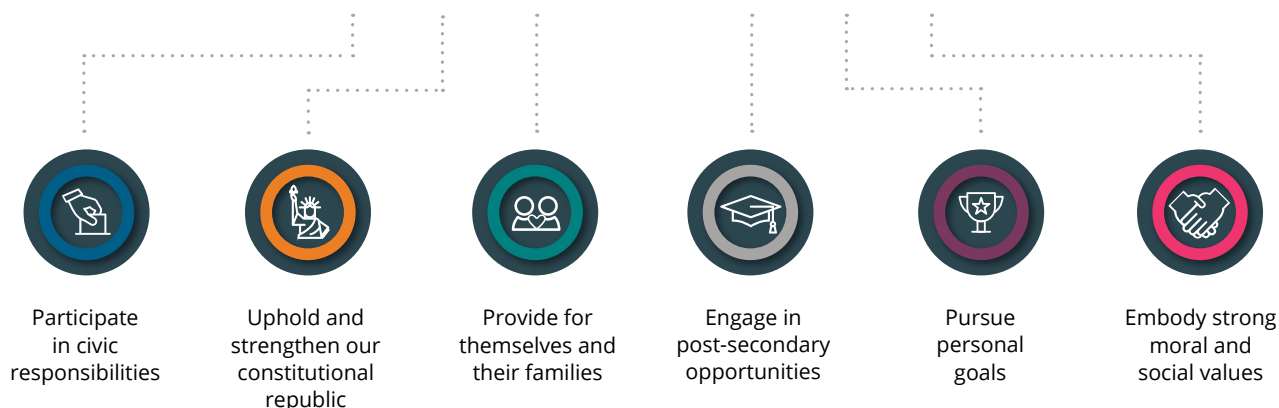 Participate
in civic
responsibilities
Uphold and
strengthen our
constitutional
republic
Provide for
themselves and
their families
Engage in
post-secondary
opportunities
Pursue
personal
goals
Embody strong
moral and
social values